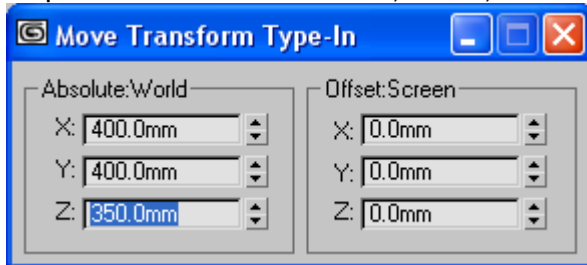 Move Transform Type-In
Absolute:World
X: 400.0mm
Y: 400.0mm
Z: 350.0mm
Offset:Screen
X: 0.0mm
Y: 0.0mm
Z: 0.0mm